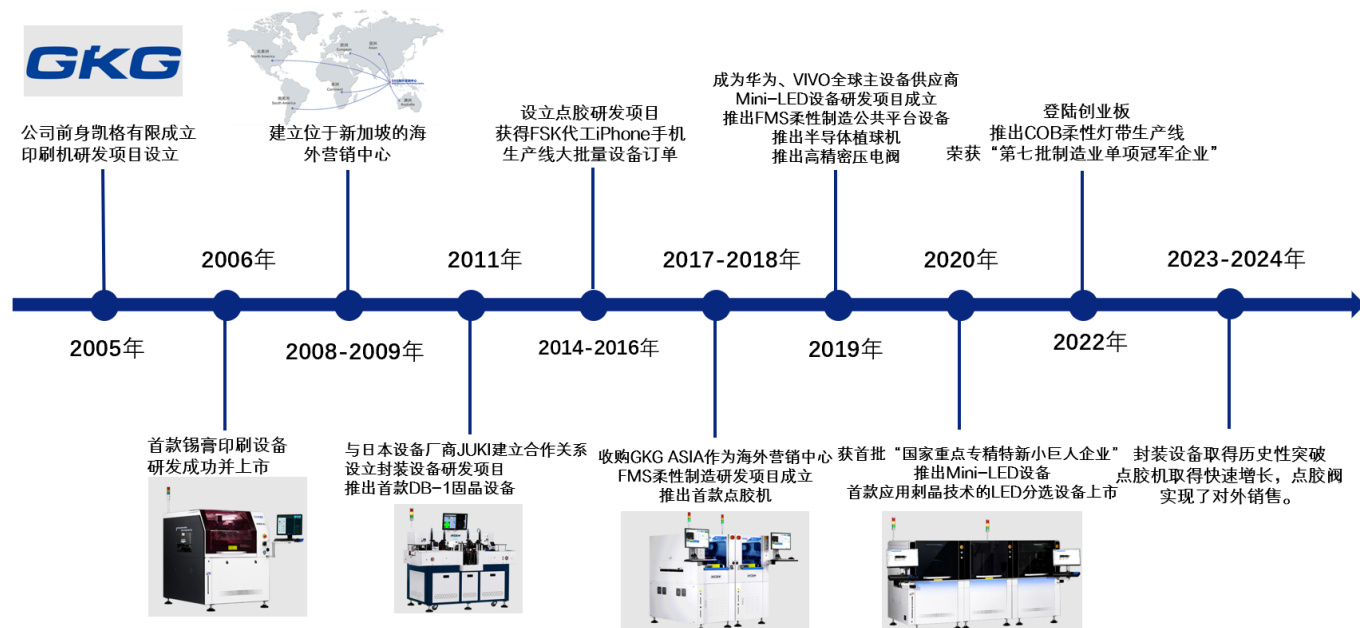 GKG
公司前身凯格有限成立
印刷机研发项目设立
建立位于新加坡的海
外营销中心
设立点胶研发项目
获得FSK代工iPhone手机
生产线大批量设备订单
成为华为、VIVO全球主设备供应商
Mini-LED设备研发项目成立
推出FMS柔性制造公共平台设备
推出半导体植球机
推出高精密压电阀
登陆创业板
推出COB柔性灯带生产线
荣获“第七批制造业单项冠军企业”
2006年
2011年
2017-2018年
2020年
2023-2024年
2005年
2008-2009年
2014-2016年
2019年
2022年
首款锡膏印刷设备
研发成功并上市
与日本设备厂商JUKI建立合作关系
设立封装设备研发项目
推出首款DB-1固晶设备
收购GKG ASIA作为海外营销中心
FMS柔性制造研发项目成立
推出首款点胶机
获首批“国家重点专精特新小巨人企业”
推出Mini-LED设备
首款应用刺晶技术的LED分选设备上市
封装设备取得历史性突破
点胶机取得快速增长，点胶阀
实现了对外销售。